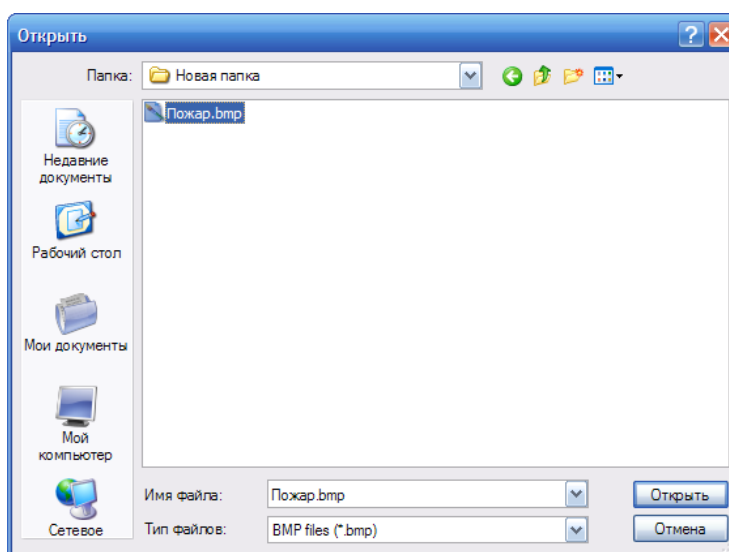 Открыть
Папка: Новая папка
Пожар.bmp
Недавние
документы
Рабочий стол
Мои документы
Мой
компьютер
Сетевое
Имя файла: Пожар.bmp Открыть
Тип файлов: BMP files (*.bmp) Отмена